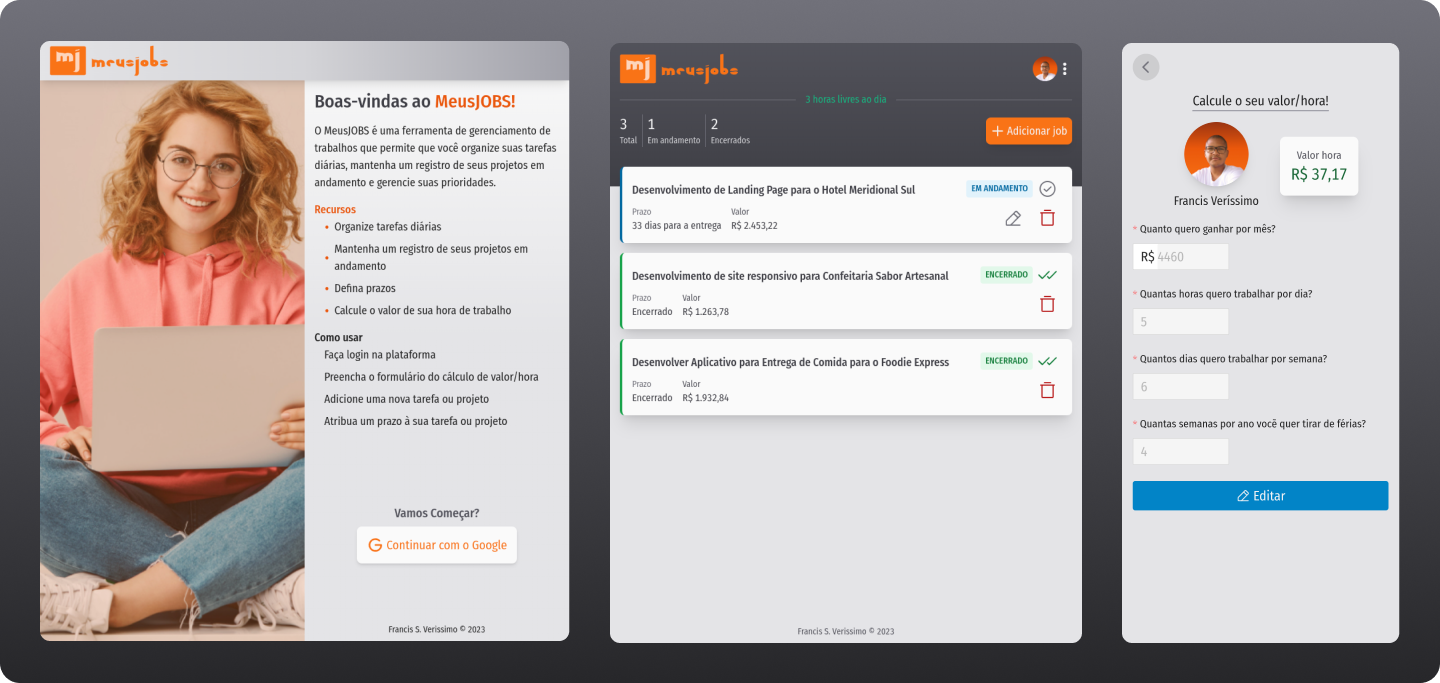 mj meusjobs
Boas-vindas ao MeusJOBS!
O MeusJOBS é uma ferramenta de gerenciamento de
trabalhos que permite que você organize suas tarefas
diárias, mantenha um registro de seus projetos em
andamento e gerencie suas prioridades.
Recursos
• Organize tarefas diárias
• Mantenha um registro de seus projetos em
andamento
• Defina prazos
• Calcule o valor de sua hora de trabalho
Como usar
Faça login na plataforma
Preencha o formulário do cálculo de valor/hora
Adicione uma nova tarefa ou projeto
Atribua um prazo à sua tarefa ou projeto
Vamos Começar?
G Continuar com o Google
Francis S. Verissimo © 2023
mj meusjobs
3 horas livres ao dia
3 1 2
Total Em andamento Encerrados
+ Adicionar job
Desenvolvimento de Landing Page para o Hotel Meridional Sul EM ANDAMENTO
Prazo Valor
33 dias para a entrega R$ 2.453,22
Desenvolvimento de site responsivo para Confeitaria Sabor Artesanal ENCERRADO
Prazo Valor
Encerrado R$ 1.263,78
Desenvolver Aplicativo para Entrega de Comida para o Foodie Express ENCERRADO
Prazo Valor
Encerrado R$ 1.932,84
Francis S. Verissimo © 2023
Calcule o seu valor/hora!
Valor hora
R$ 37,17
Francis Veríssimo
* Quanto quero ganhar por mês?
R$ 4460
* Quantas horas quero trabalhar por dia?
5
* Quantos dias quero trabalhar por semana?
6
* Quantas semanas por ano você quer tirar de férias?
4
Editar